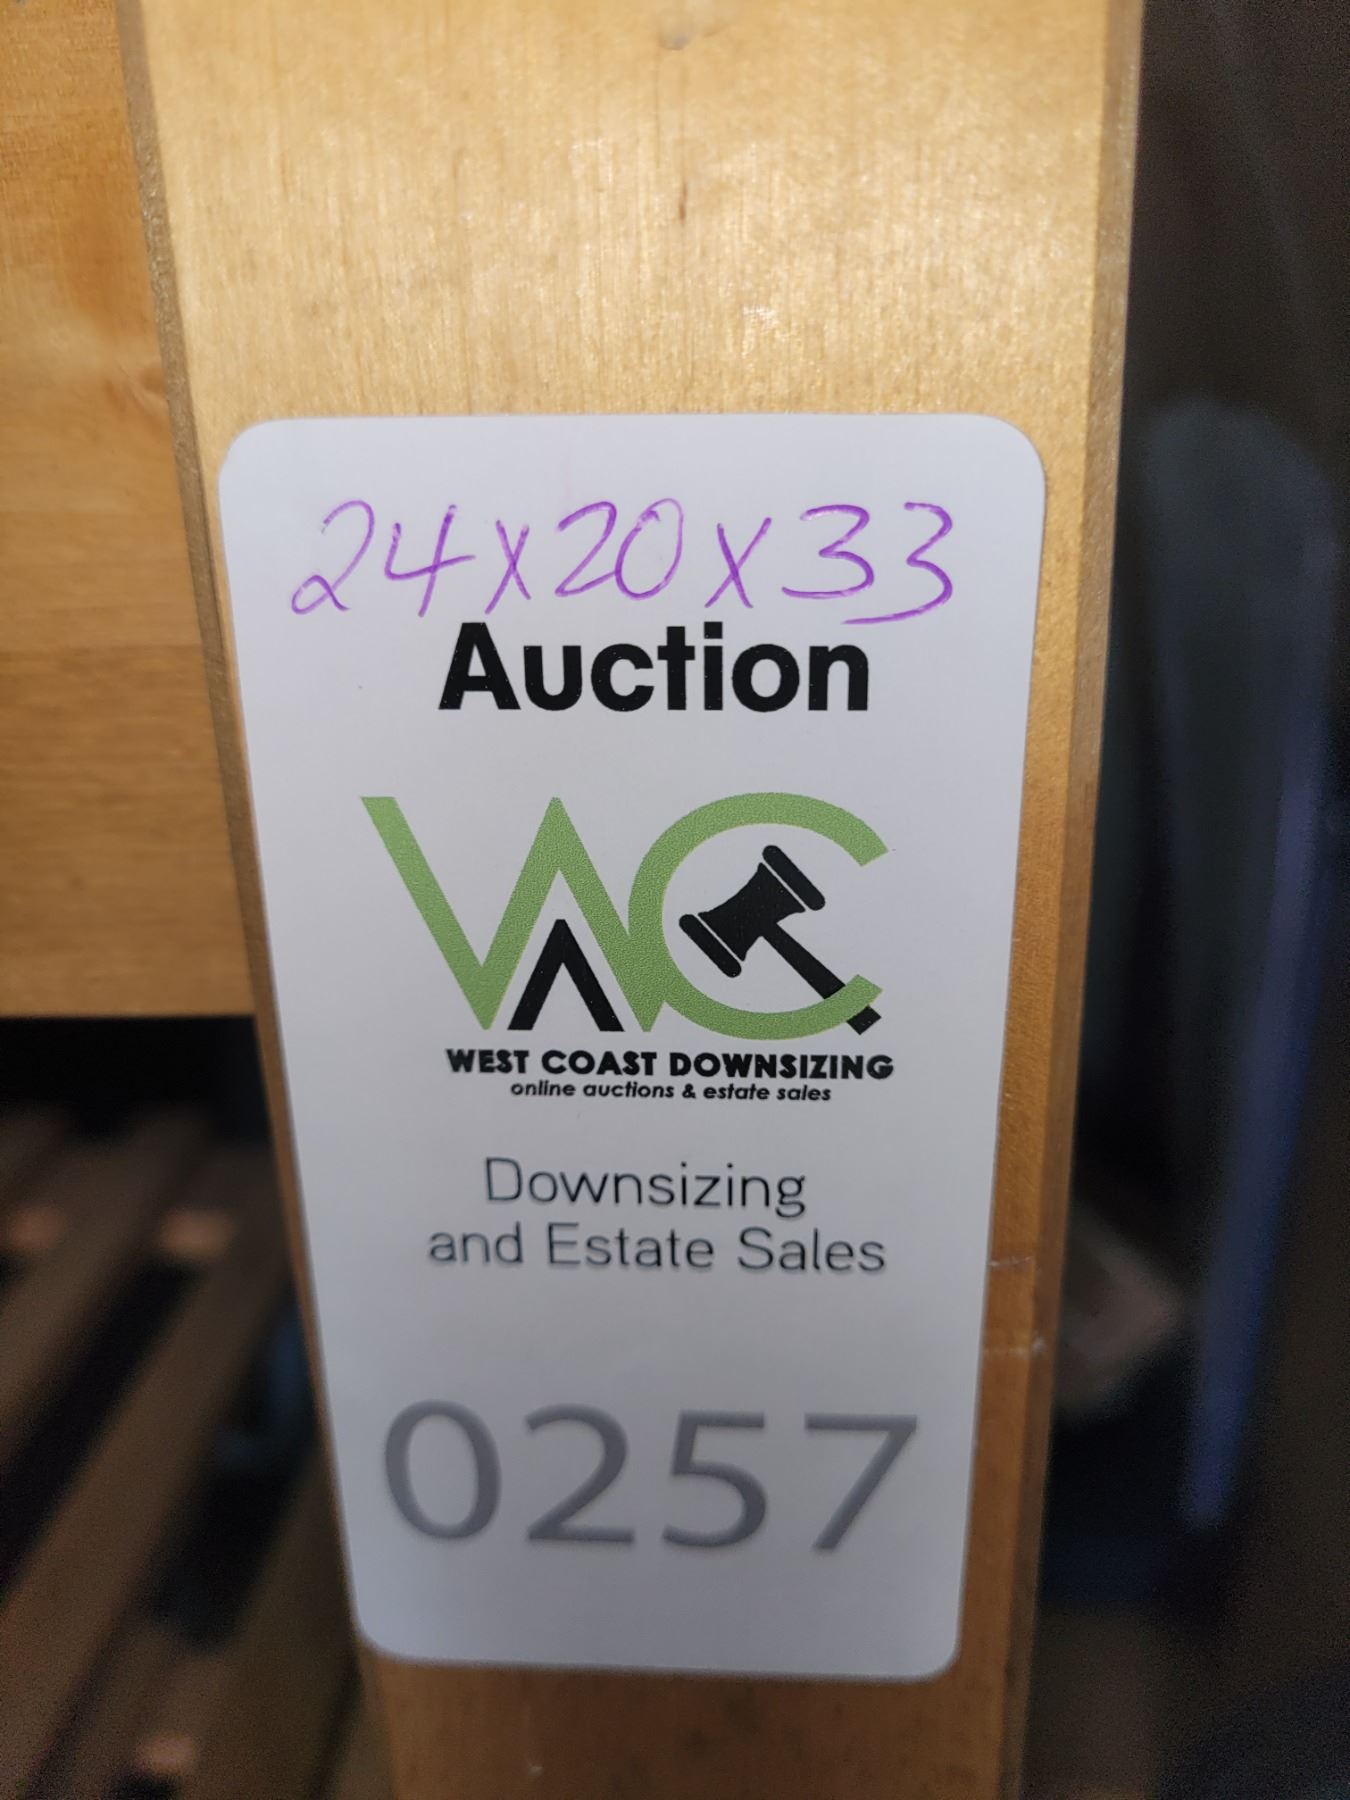 24x20x33
Auction
WC
WEST COAST DOWNSIZING
online auctions & estate sales
Downsizing
and Estate Sales
0257